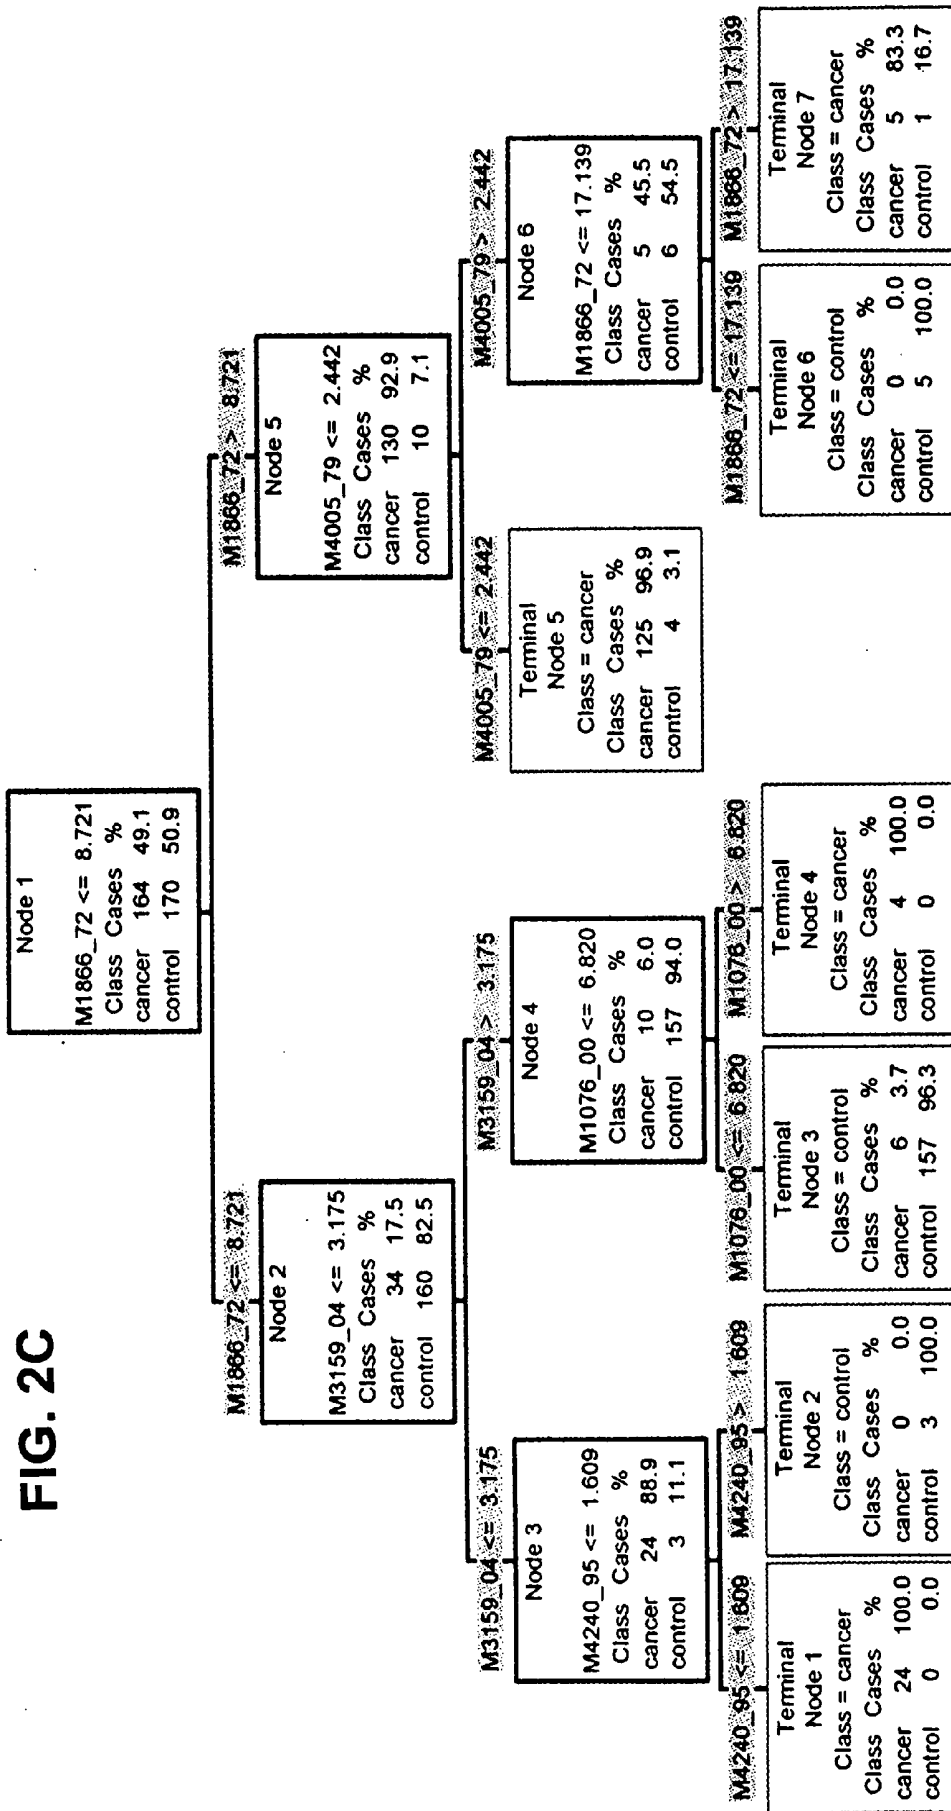 FIG. 2C
Node 1
M1866_72 <= 8.721
Class Cases %
cancer 164 49.1
control 170 50.9
M1866_72 <= 8.721
M1866_72 > 8.721
Node 2
M3159_04 <= 3.175
Class Cases %
cancer 34 17.5
control 160 82.5
Node 5
M4005_79 <= 2.442
Class Cases %
cancer 130 92.9
control 10 7.1
M3159_04 <= 3.175
M3159_04 > 3.175
M4005_79 <= 2.442
M4005_79 > 2.442
Node 3
M4240_95 <= 1.609
Class Cases %
cancer 24 88.9
control 3 11.1
Node 4
M1076_00 <= 6.820
Class Cases %
cancer 10 6.0
control 157 94.0
Terminal
Node 5
Class = cancer
Class Cases %
cancer 125 96.9
control 4 3.1
Node 6
M1866_72 <= 17.139
Class Cases %
cancer 5 45.5
control 6 54.5
M4240_95 <= 1.609
M4240_95 > 1.609
M1076_00 <= 6.820
M1076_00 > 6.820
M1866_72 <= 17.139
M1866_72 > 17.139
Terminal
Node 1
Class = cancer
Class Cases %
cancer 24 100.0
control 0 0.0
Terminal
Node 2
Class = control
Class Cases %
cancer 0 0.0
control 3 100.0
Terminal
Node 3
Class = control
Class Cases %
cancer 6 3.7
control 157 96.3
Terminal
Node 4
Class = cancer
Class Cases %
cancer 4 100.0
control 0 0.0
Terminal
Node 6
Class = control
Class Cases %
cancer 0 0.0
control 5 100.0
Terminal
Node 7
Class = cancer
Class Cases %
cancer 5 83.3
control 1 16.7